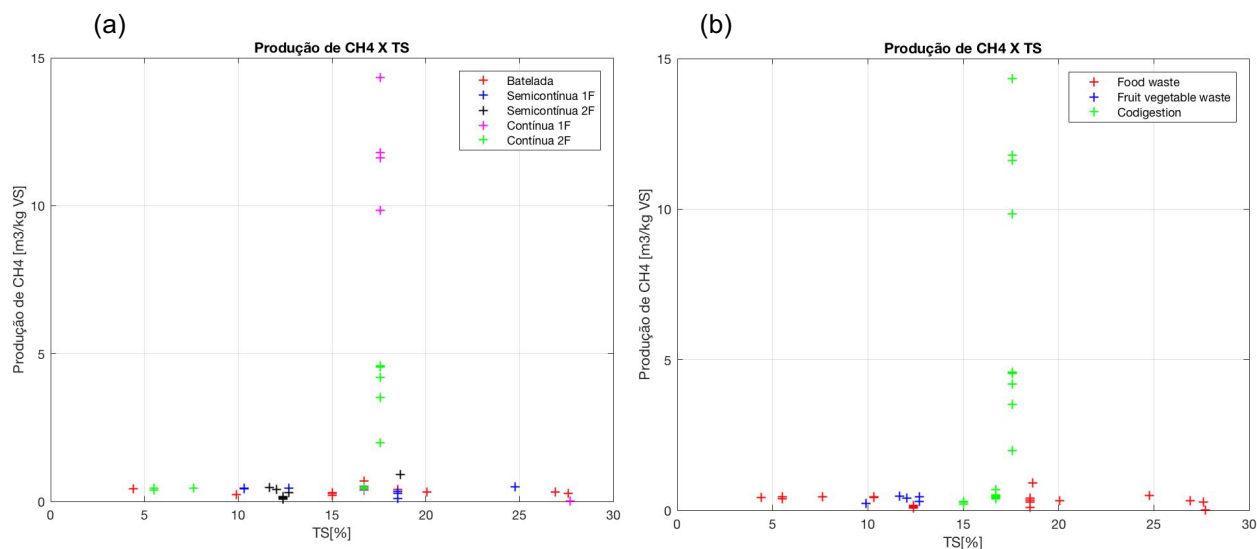 (a)
Produção de CH4 X TS
15
10
5
0
0 5 10 15 20 25 30
Produção de CH4 [m3/kg VS]
TS[%]
Batelada
Semicontínua 1F
Semicontínua 2F
Contínua 1F
Contínua 2F
(b)
Produção de CH4 X TS
15
10
5
0
0 5 10 15 20 25 30
Produção de CH4 [m3/kg VS]
TS[%]
Food waste
Fruit vegetable waste
Codigestion